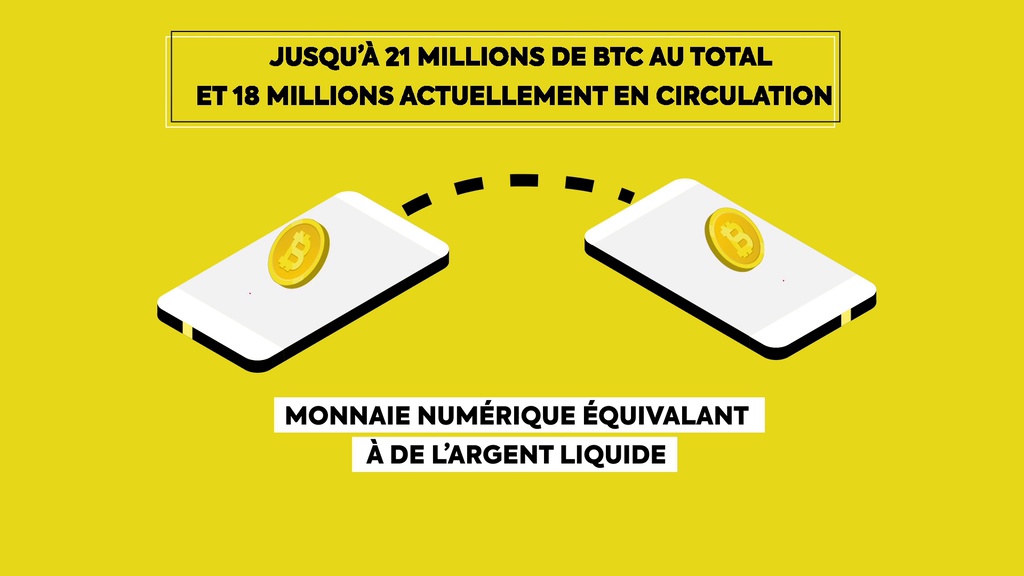 JUSQU'À 21 MILLIONS DE BTC AU TOTAL
ET 18 MILLIONS ACTUELLEMENT EN CIRCULATION
MONNAIE NUMÉRIQUE ÉQUIVALANT
À DE L'ARGENT LIQUIDE